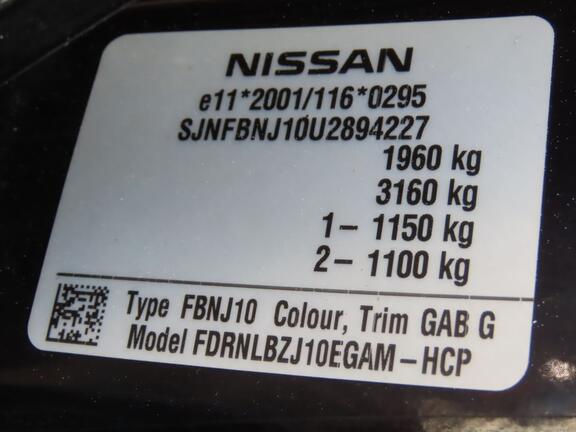 NISSAN
e11*2001/116*0295
SJNFBNJ10U2894227
1960 kg
3160 kg
1– 1150 kg
2– 1100 kg
Type FBNJ10 Colour, Trim GAB G
Model FDRNLBZJ10EGAM–HCP